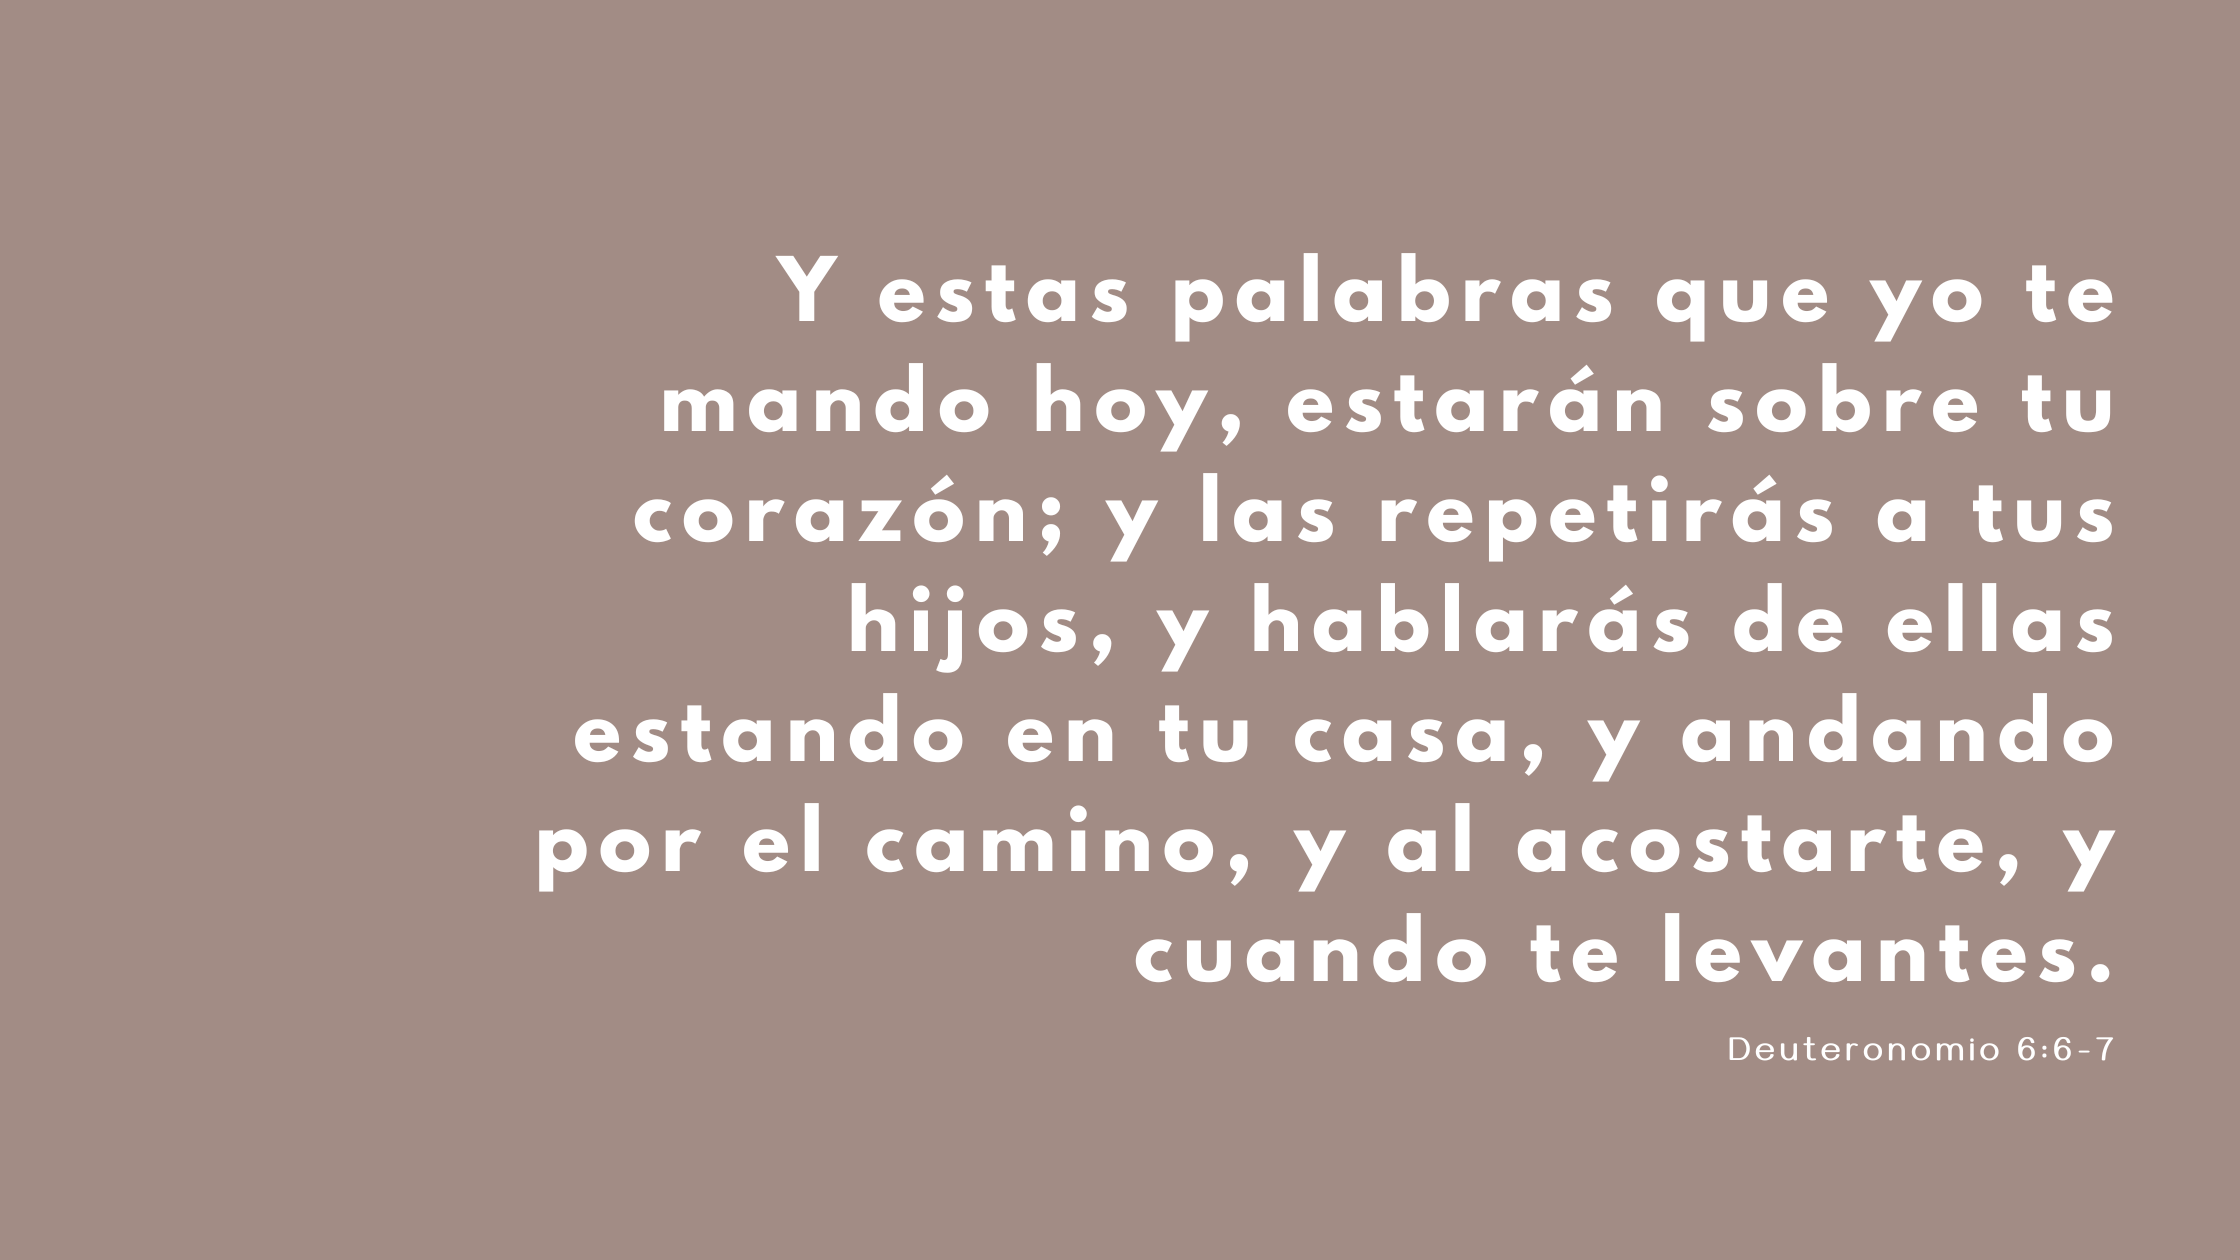 Y estas palabras que yo te
mando hoy, estarán sobre tu
corazón; y las repetirás a tus
hijos, y hablarás de ellas
estando en tu casa, y andando
por el camino, y al acostarte, y
cuando te levantes.
Deuteronomio 6:6-7